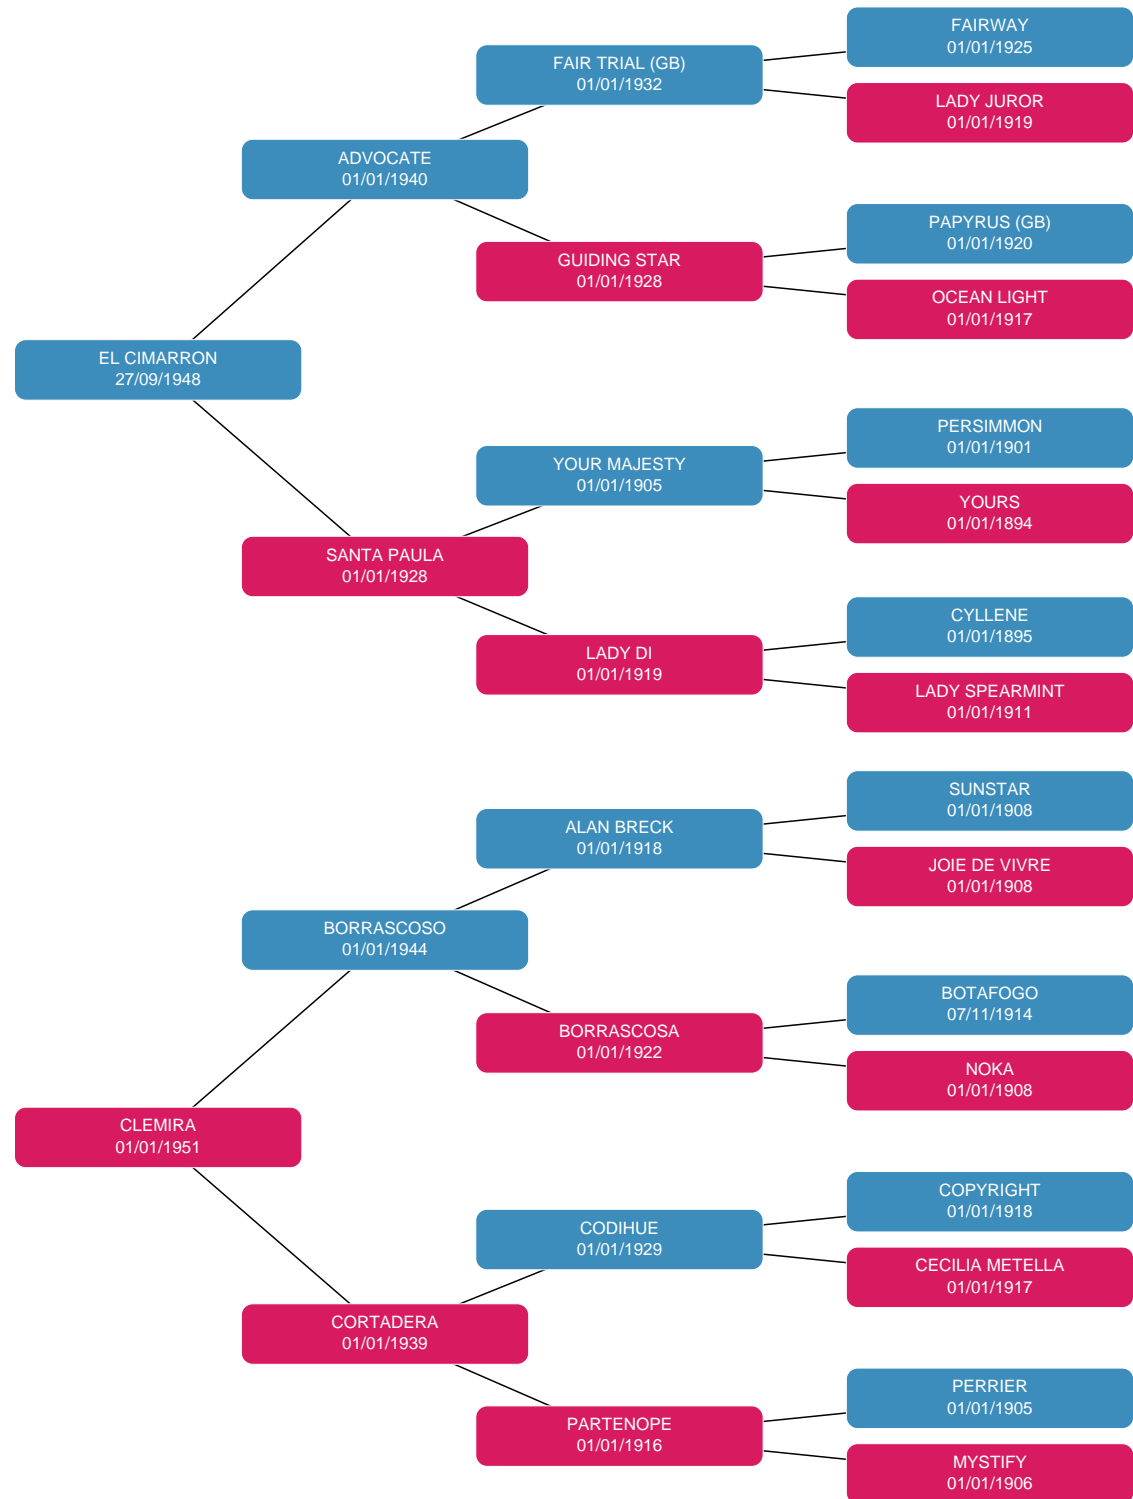 FAIRWAY
01/01/1925
FAIR TRIAL (GB)
01/01/1932
LADY JUROR
01/01/1919
ADVOCATE
01/01/1940
PAPYRUS (GB)
01/01/1920
GUIDING STAR
01/01/1928
OCEAN LIGHT
01/01/1917
EL CIMARRON
27/09/1948
PERSIMMON
01/01/1901
YOUR MAJESTY
01/01/1905
YOURS
01/01/1894
SANTA PAULA
01/01/1928
CYLLENE
01/01/1895
LADY DI
01/01/1919
LADY SPEARMINT
01/01/1911
SUNSTAR
01/01/1908
ALAN BRECK
01/01/1918
JOIE DE VIVRE
01/01/1908
BORRASCOSO
01/01/1944
BOTAFOGO
07/11/1914
BORRASCOSA
01/01/1922
NOKA
01/01/1908
CLEMIRA
01/01/1951
COPYRIGHT
01/01/1918
CODIHUE
01/01/1929
CECILIA METELLA
01/01/1917
CORTADERA
01/01/1939
PERRIER
01/01/1905
PARTENOPE
01/01/1916
MYSTIFY
01/01/1906